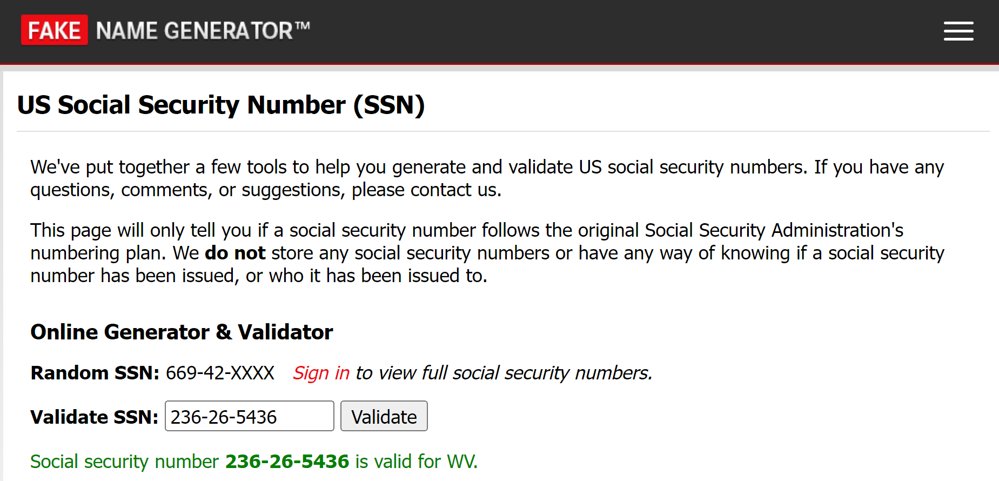 FAKE NAME GENERATOR™
US Social Security Number (SSN)
We've put together a few tools to help you generate and validate US social security numbers. If you have any
questions, comments, or suggestions, please contact us.
This page will only tell you if a social security number follows the original Social Security Administration's
numbering plan. We do not store any social security numbers or have any way of knowing if a social security
number has been issued, or who it has been issued to.
Online Generator & Validator
Random SSN: 669-42-XXXX Sign in to view full social security numbers.
Validate SSN: 236-26-5436 Validate
Social security number 236-26-5436 is valid for WV.